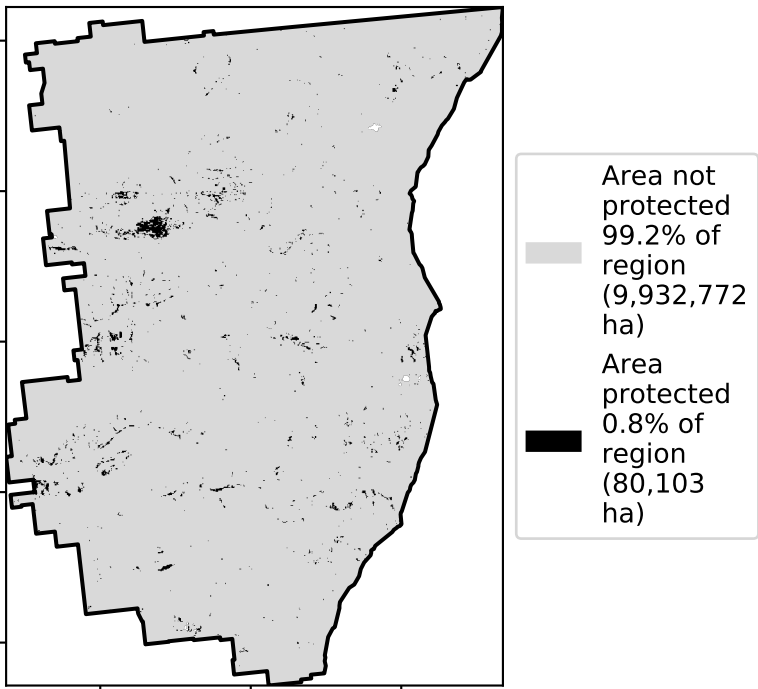 Area not
protected
99.2% of
region
(9,932,772
ha)
Area
protected
0.8% of
region
(80,103
ha)